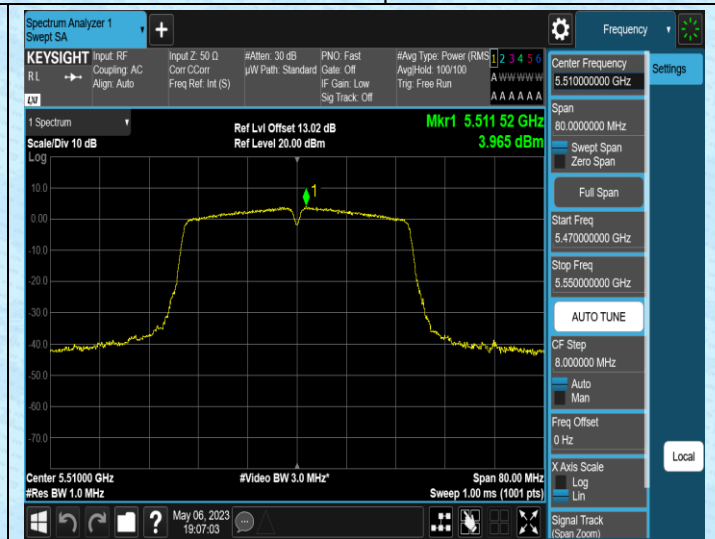 Spectrum Analyzer 1
Swept SA
+
Frequency
KEYSIGHT
RL
LXI
Input: RF
Coupling: AC
Align: Auto
Input Z: 50 Ω
Corr CCorr
Freq Ref: Int (S)
#Atten: 30 dB
µW Path: Standard
PNO: Fast
Gate: Off
IF Gain: Low
Sig Track: Off
#Avg Type: Power (RMS
Avg|Hold: 100/100
Trig: Free Run
1 2 3 4 5 6
A W W W W W
A A A A A A
1 Spectrum
Scale/Div 10 dB
Log
Ref Lvl Offset 13.02 dB
Ref Level 20.00 dBm
Mkr1 5.511 52 GHz
3.965 dBm
1
10.0
0.00
-10.0
-20.0
-30.0
-40.0
-50.0
-60.0
-70.0
Center 5.51000 GHz
#Res BW 1.0 MHz
#Video BW 3.0 MHz*
Span 80.00 MHz
Sweep 1.00 ms (1001 pts)
?
May 06, 2023
19:07:03
Center Frequency
5.510000000 GHz
Span
80.0000000 MHz
Swept Span
Zero Span
Full Span
Start Freq
5.470000000 GHz
Stop Freq
5.550000000 GHz
AUTO TUNE
CF Step
8.000000 MHz
Auto
Man
Freq Offset
0 Hz
X Axis Scale
Log
Lin
Signal Track
(Span Zoom)
Settings
Local